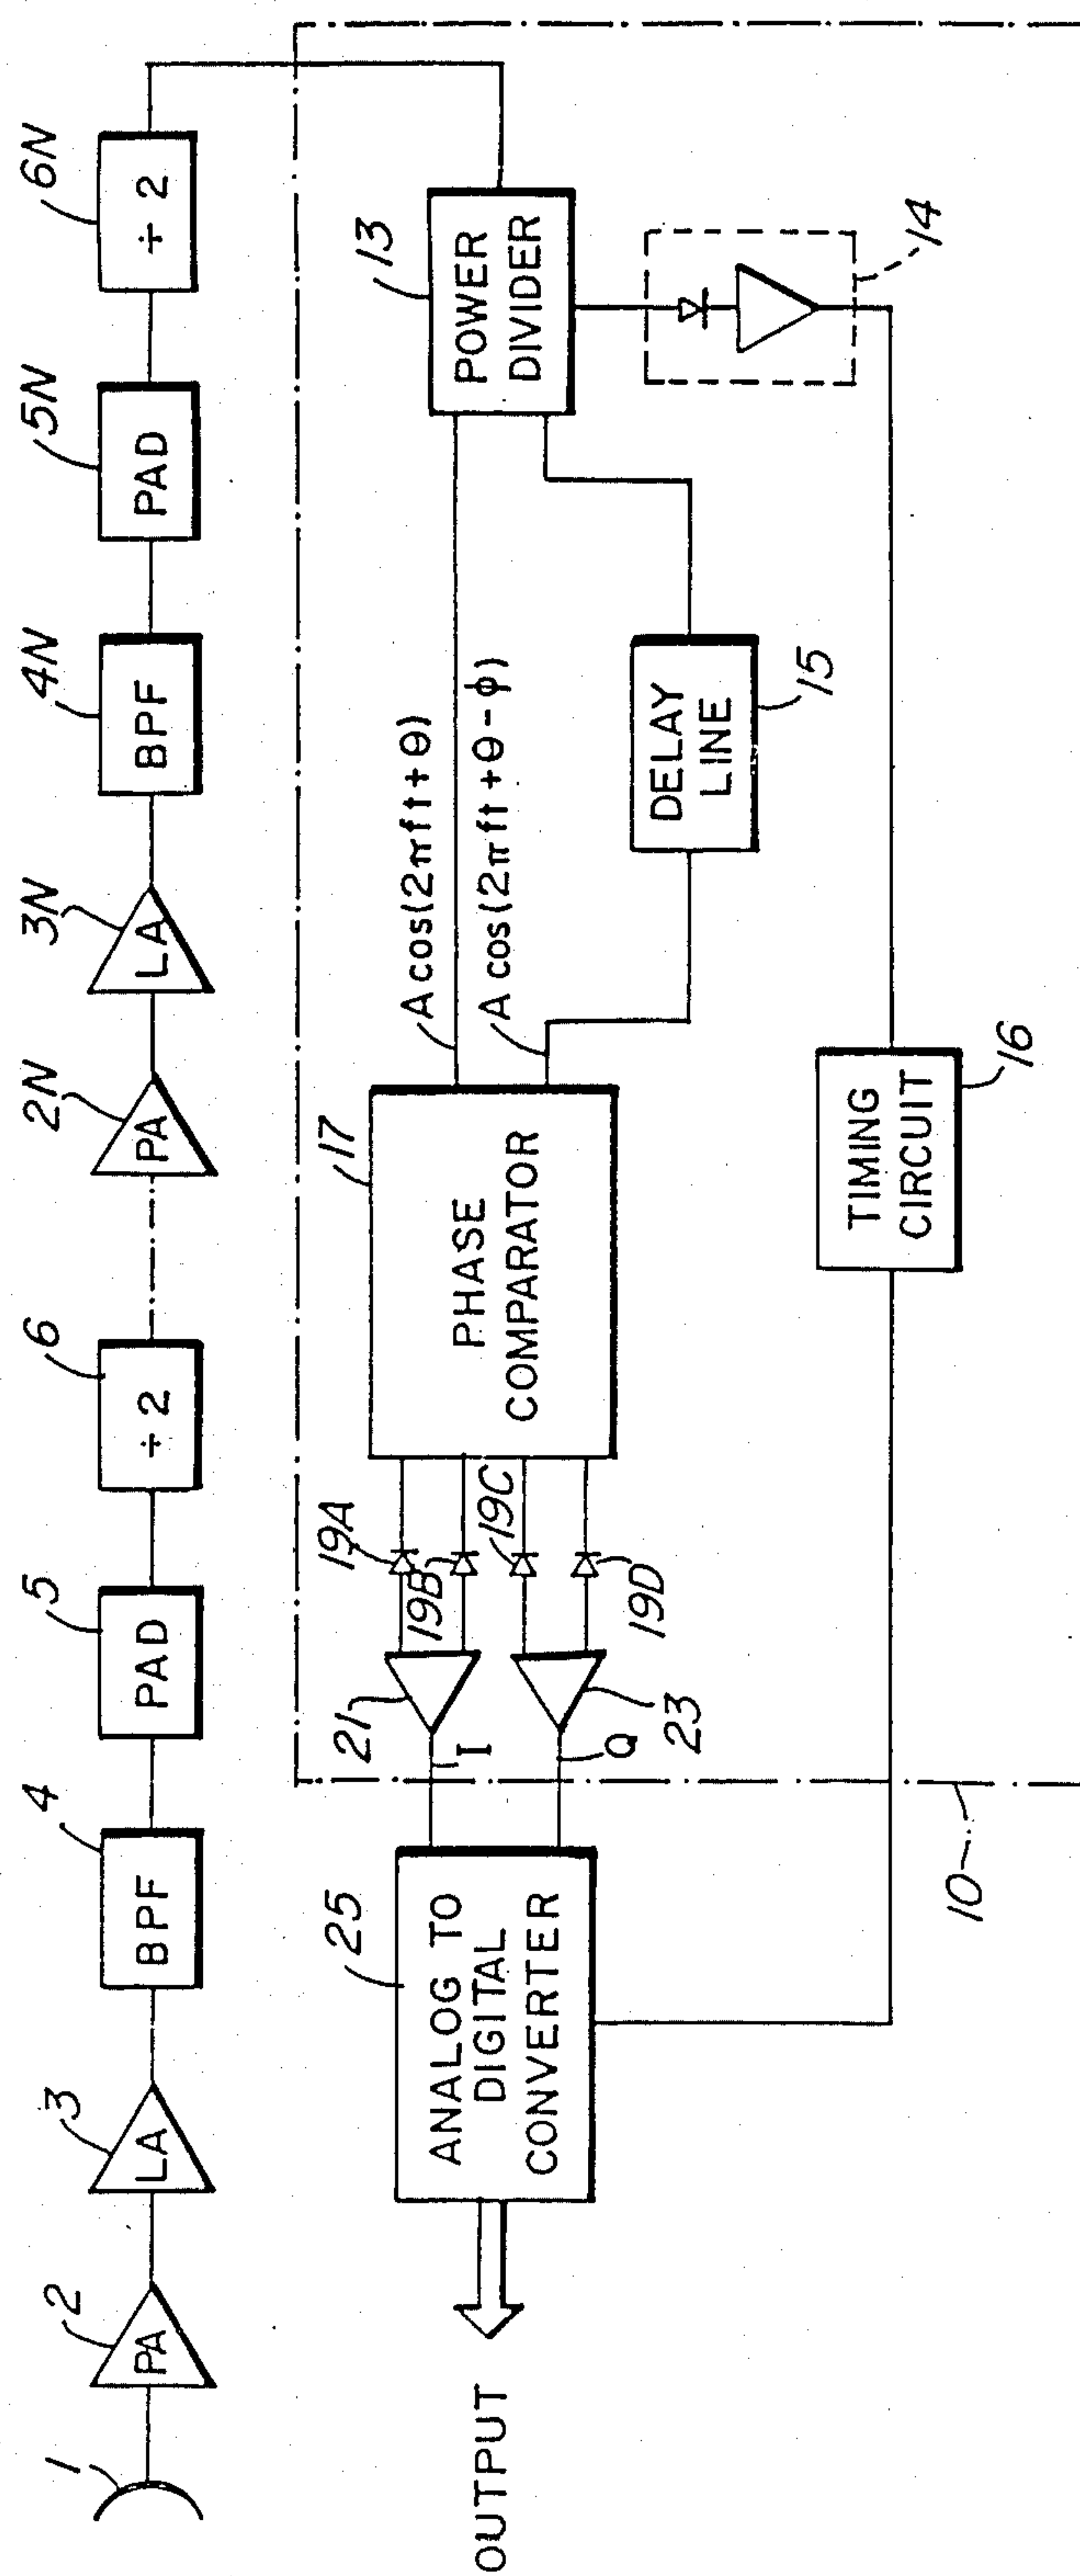 1
2
PA
3
LA
4
BPF
5
PAD
6
÷ 2
2N
PA
3N
LA
4N
BPF
5N
PAD
6N
÷ 2
OUTPUT
25
ANALOG TO
DIGITAL
CONVERTER
I
Q
21
23
19A
19B
19C
19D
17
PHASE
COMPARATOR
A cos(2πft+θ)
A cos(2πft+θ-ϕ)
13
POWER
DIVIDER
DELAY
LINE
15
14
TIMING
CIRCUIT
16
10